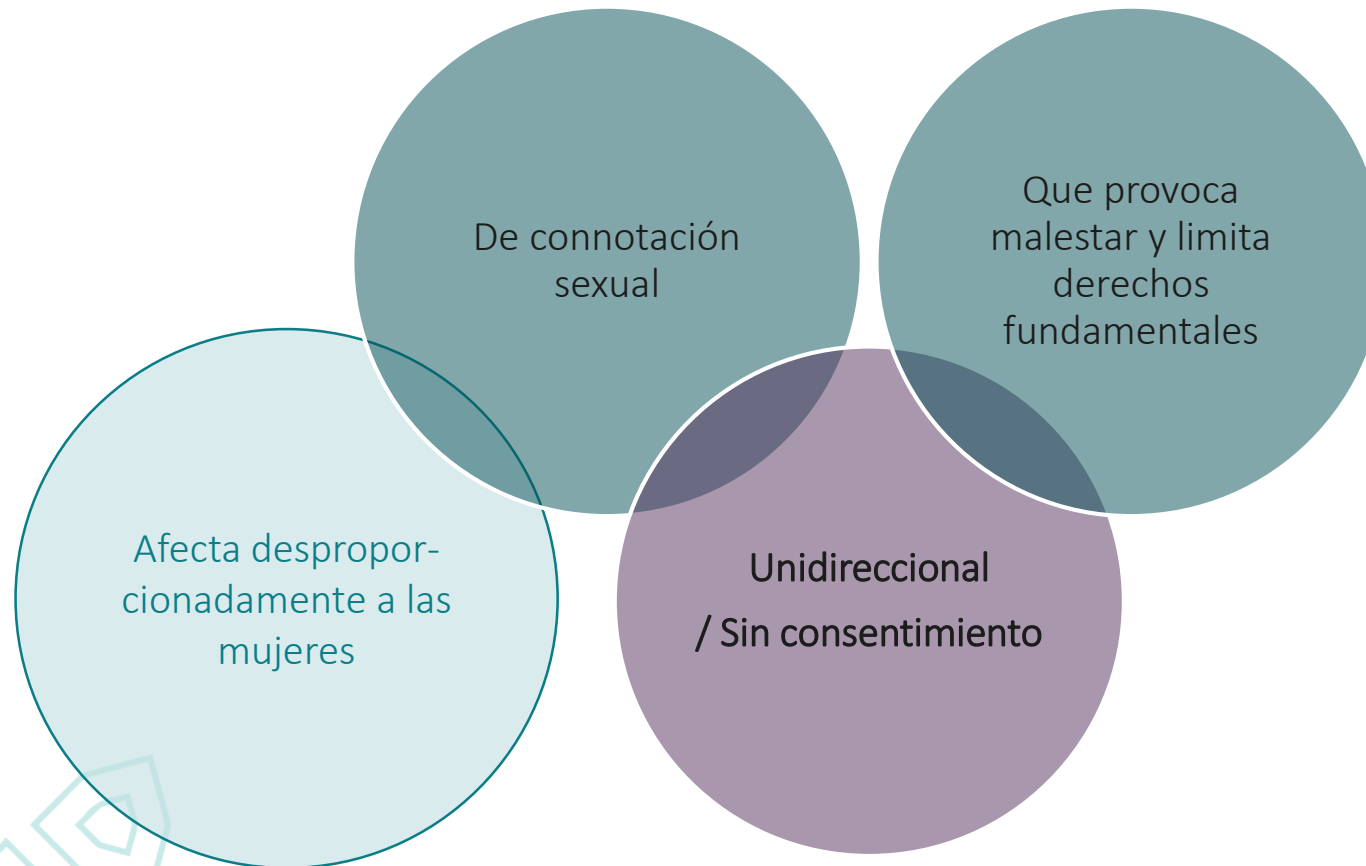 De connotación
sexual
Que provoca
malestar y limita
derechos
fundamentales
Afecta despropor-
cionadamente a las
mujeres
Unidireccional
/ Sin consentimiento